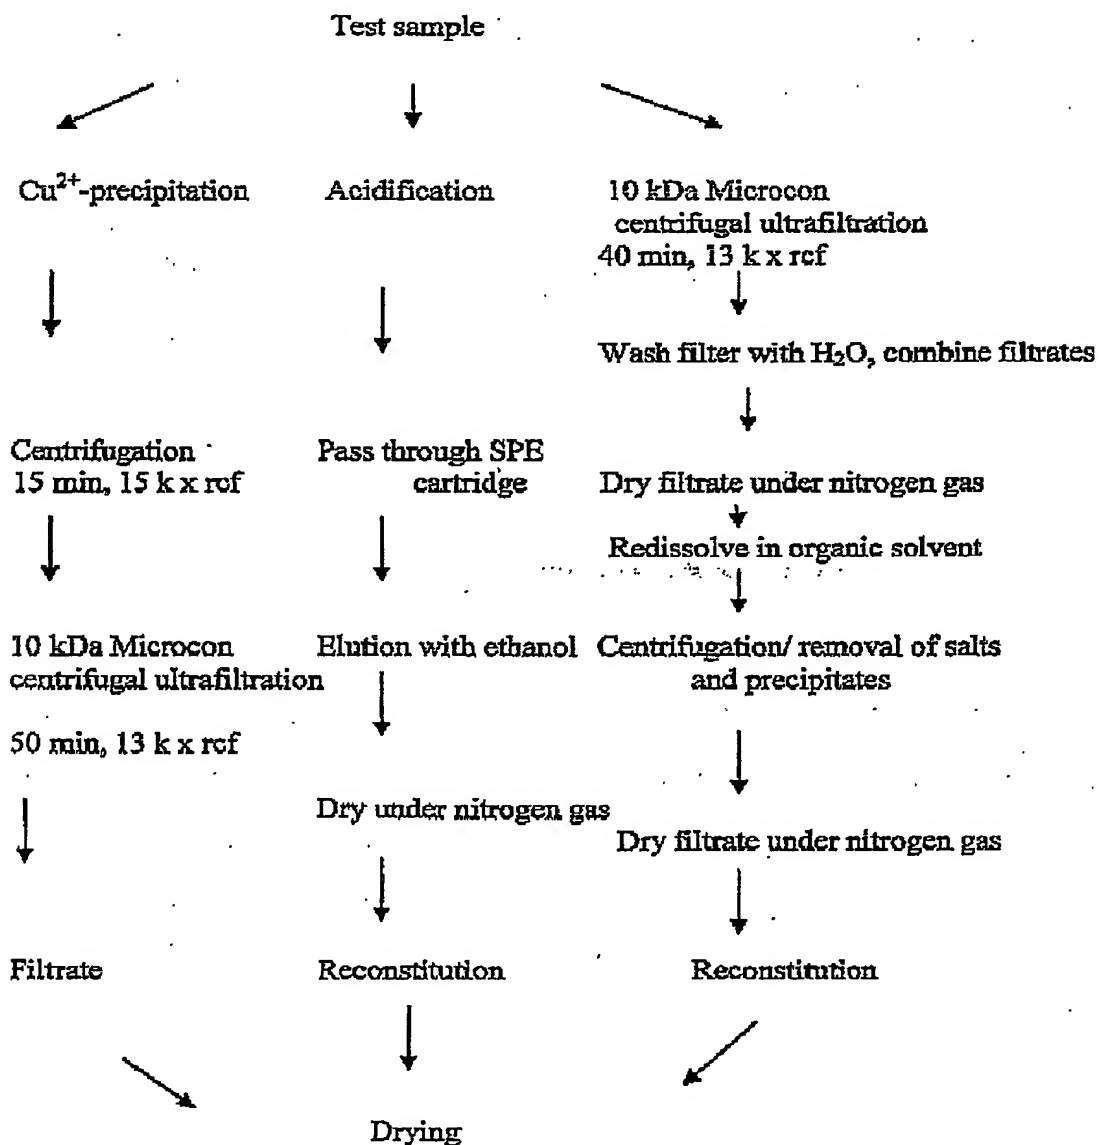 Test sample
Cu²⁺-precipitation
Acidification
10 kDa Microcon
centrifugal ultrafiltration
40 min, 13 k x rcf
Wash filter with H₂O, combine filtrates
Centrifugation
15 min, 15 k x rcf
Pass through SPE
cartridge
Dry filtrate under nitrogen gas
Redissolve in organic solvent
10 kDa Microcon
centrifugal ultrafiltration
50 min, 13 k x rcf
Elution with ethanol
Centrifugation/ removal of salts
and precipitates
Dry under nitrogen gas
Dry filtrate under nitrogen gas
Filtrate
Reconstitution
Reconstitution
Drying